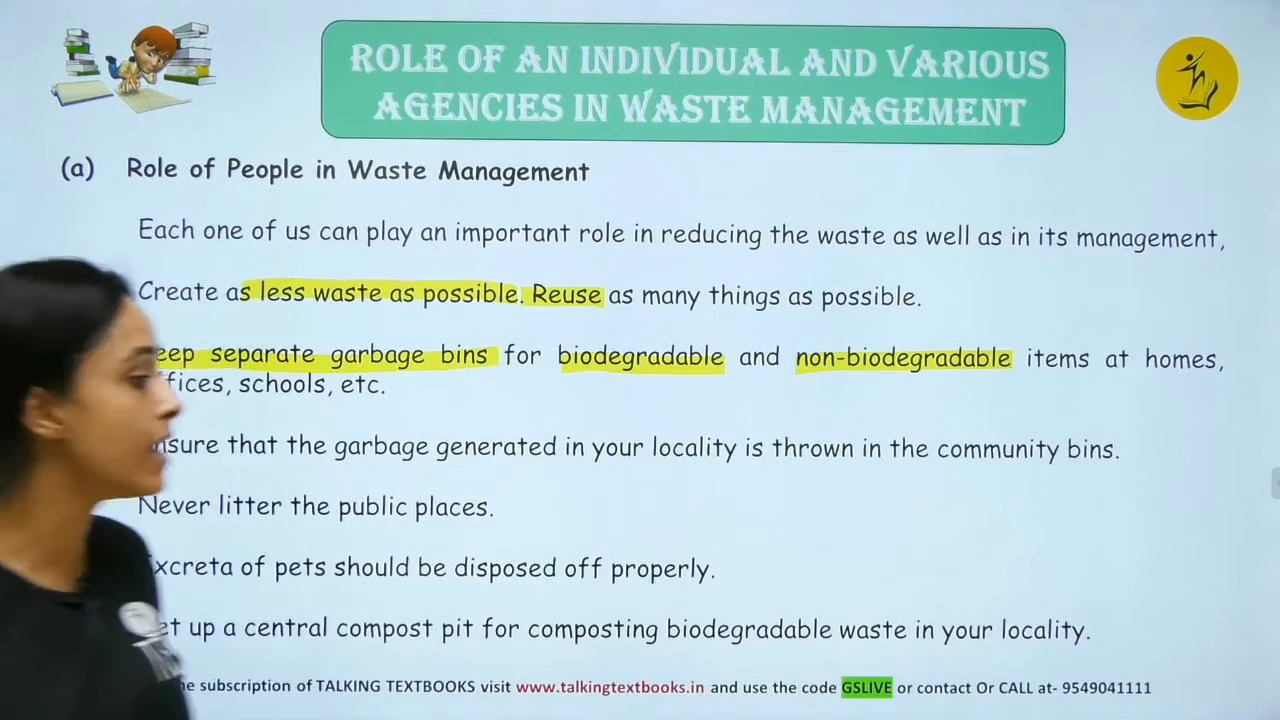 ROLE OF AN INDIVIDUAL AND VARIOUS
AGENCIES IN WASTE MANAGEMENT
(a) Role of People in Waste Management
Each one of us can play an important role in reducing the waste as well as in its management,
Create as less waste as possible. Reuse as many things as possible.
eep separate garbage bins for biodegradable and non-biodegradable items at homes,
fices, schools, etc.
nsure that the garbage generated in your locality is thrown in the community bins.
Never litter the public places.
xcreta of pets should be disposed off properly.
et up a central compost pit for composting biodegradable waste in your locality.
e subscription of TALKING TEXTBOOKS visit www.talkingtextbooks.in and use the code GSLIVE or contact Or CALL at- 9549041111